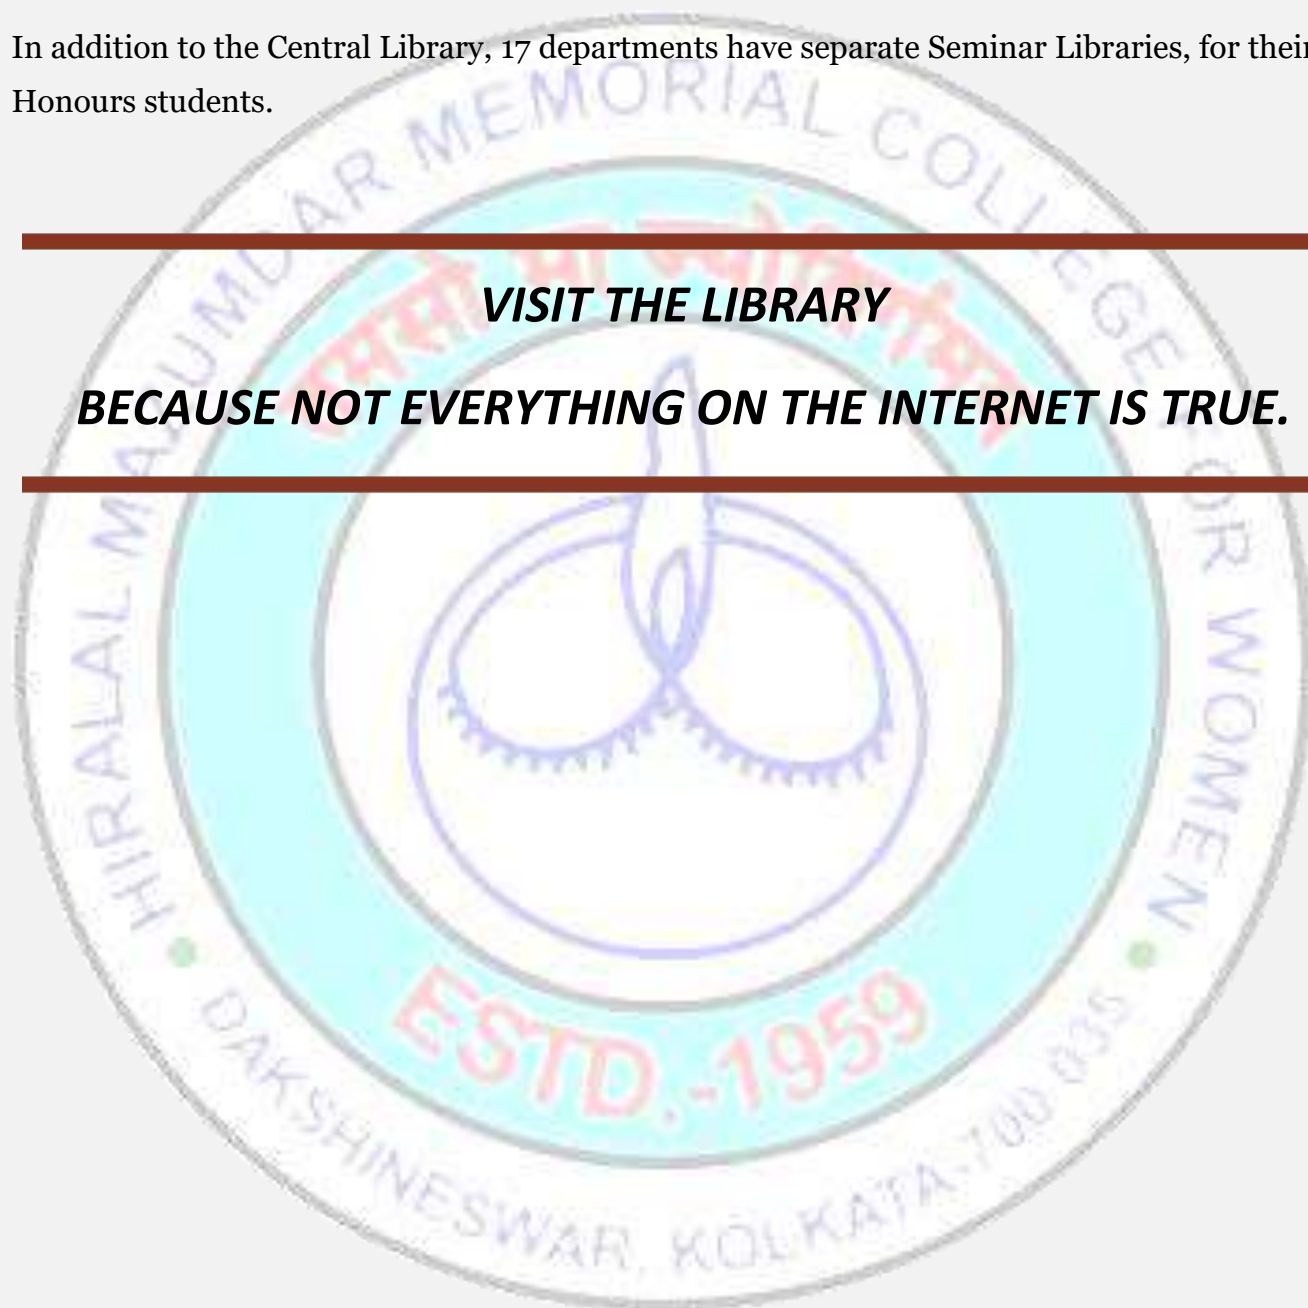 In addition to the Central Library, 17 departments have separate Seminar Libraries, for their
Honours students.
VISIT THE LIBRARY
BECAUSE NOT EVERYTHING ON THE INTERNET IS TRUE.
HIRALAL MAZUMDAR MEMORIAL COLLEGE FOR WOMEN
तमसो मा ज्योतिर्गमय
ESTD.-1959
DAKSHINESWAR, KOLKATA-700 035